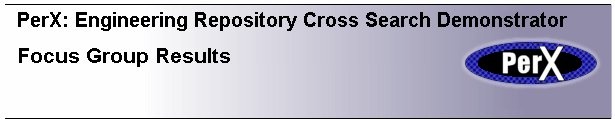 PerX: Engineering Repository Cross Search Demonstrator
Focus Group Results
PerX